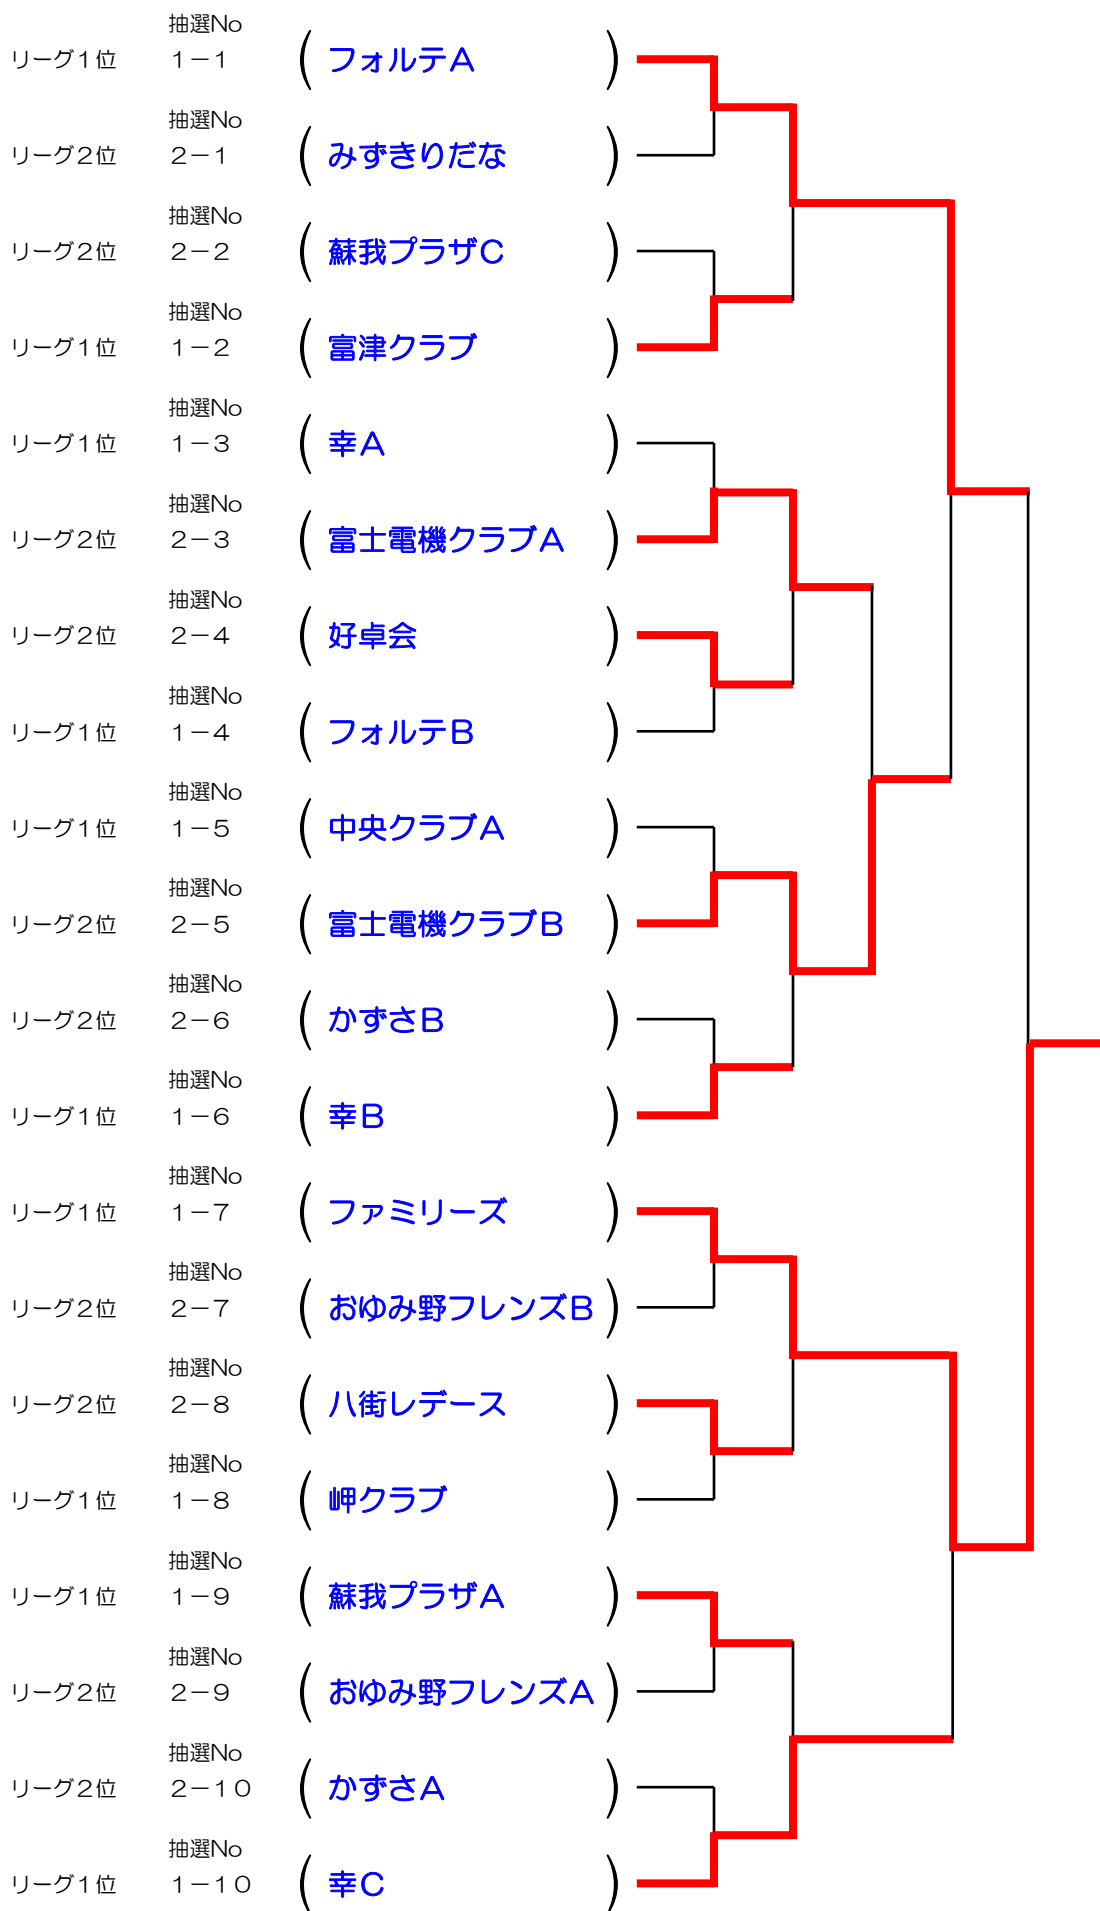 抽選No
リーグ1位 1－1 （ フォルテA ）
抽選No
リーグ2位 2－1 （ みずきりだな ）
抽選No
リーグ2位 2－2 （ 蘇我プラザC ）
抽選No
リーグ1位 1－2 （ 富津クラブ ）
抽選No
リーグ1位 1－3 （ 幸A ）
抽選No
リーグ2位 2－3 （ 富士電機クラブA ）
抽選No
リーグ2位 2－4 （ 好卓会 ）
抽選No
リーグ1位 1－4 （ フォルテB ）
抽選No
リーグ1位 1－5 （ 中央クラブA ）
抽選No
リーグ2位 2－5 （ 富士電機クラブB ）
抽選No
リーグ2位 2－6 （ かずさB ）
抽選No
リーグ1位 1－6 （ 幸B ）
抽選No
リーグ1位 1－7 （ ファミリーズ ）
抽選No
リーグ2位 2－7 （ おゆみ野フレンズB ）
抽選No
リーグ2位 2－8 （ 八街レデース ）
抽選No
リーグ1位 1－8 （ 岬クラブ ）
抽選No
リーグ1位 1－9 （ 蘇我プラザA ）
抽選No
リーグ2位 2－9 （ おゆみ野フレンズA ）
抽選No
リーグ2位 2－10 （ かずさA ）
抽選No
リーグ1位 1－10 （ 幸C ）